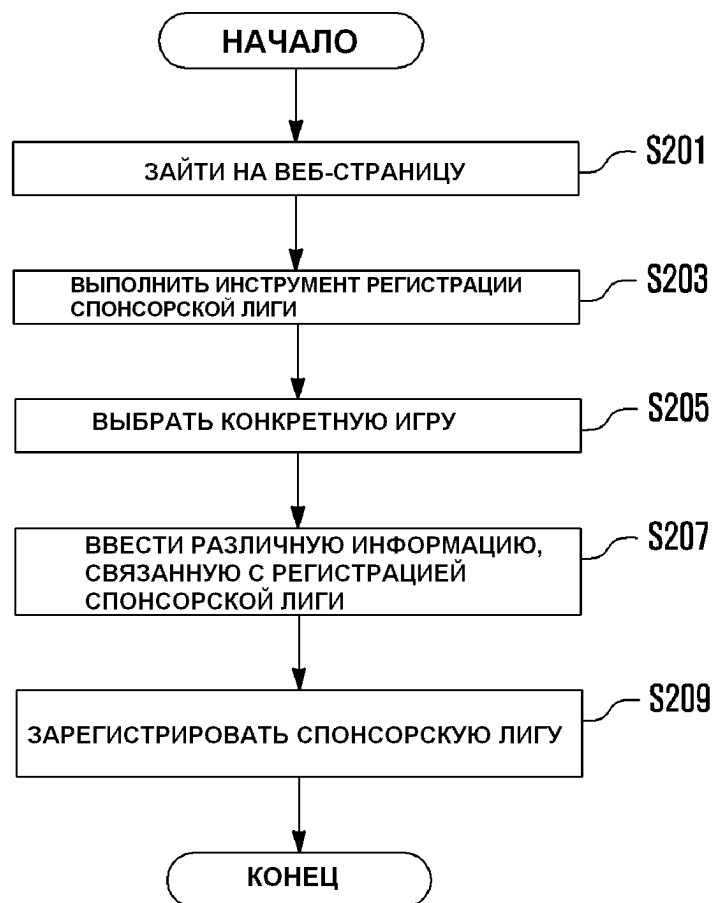 НАЧАЛО
S201
ЗАЙТИ НА ВЕБ-СТРАНИЦУ
S203
ВЫПОЛНИТЬ ИНСТРУМЕНТ РЕГИСТРАЦИИ
СПОНСОРСКОЙ ЛИГИ
S205
ВЫБРАТЬ КОНКРЕТНУЮ ИГРУ
S207
ВВЕСТИ РАЗЛИЧНУЮ ИНФОРМАЦИЮ,
СВЯЗАННУЮ С РЕГИСТРАЦИЕЙ
СПОНСОРСКОЙ ЛИГИ
S209
ЗАРЕГИСТРИРОВАТЬ СПОНСОРСКУЮ ЛИГУ
КОНЕЦ